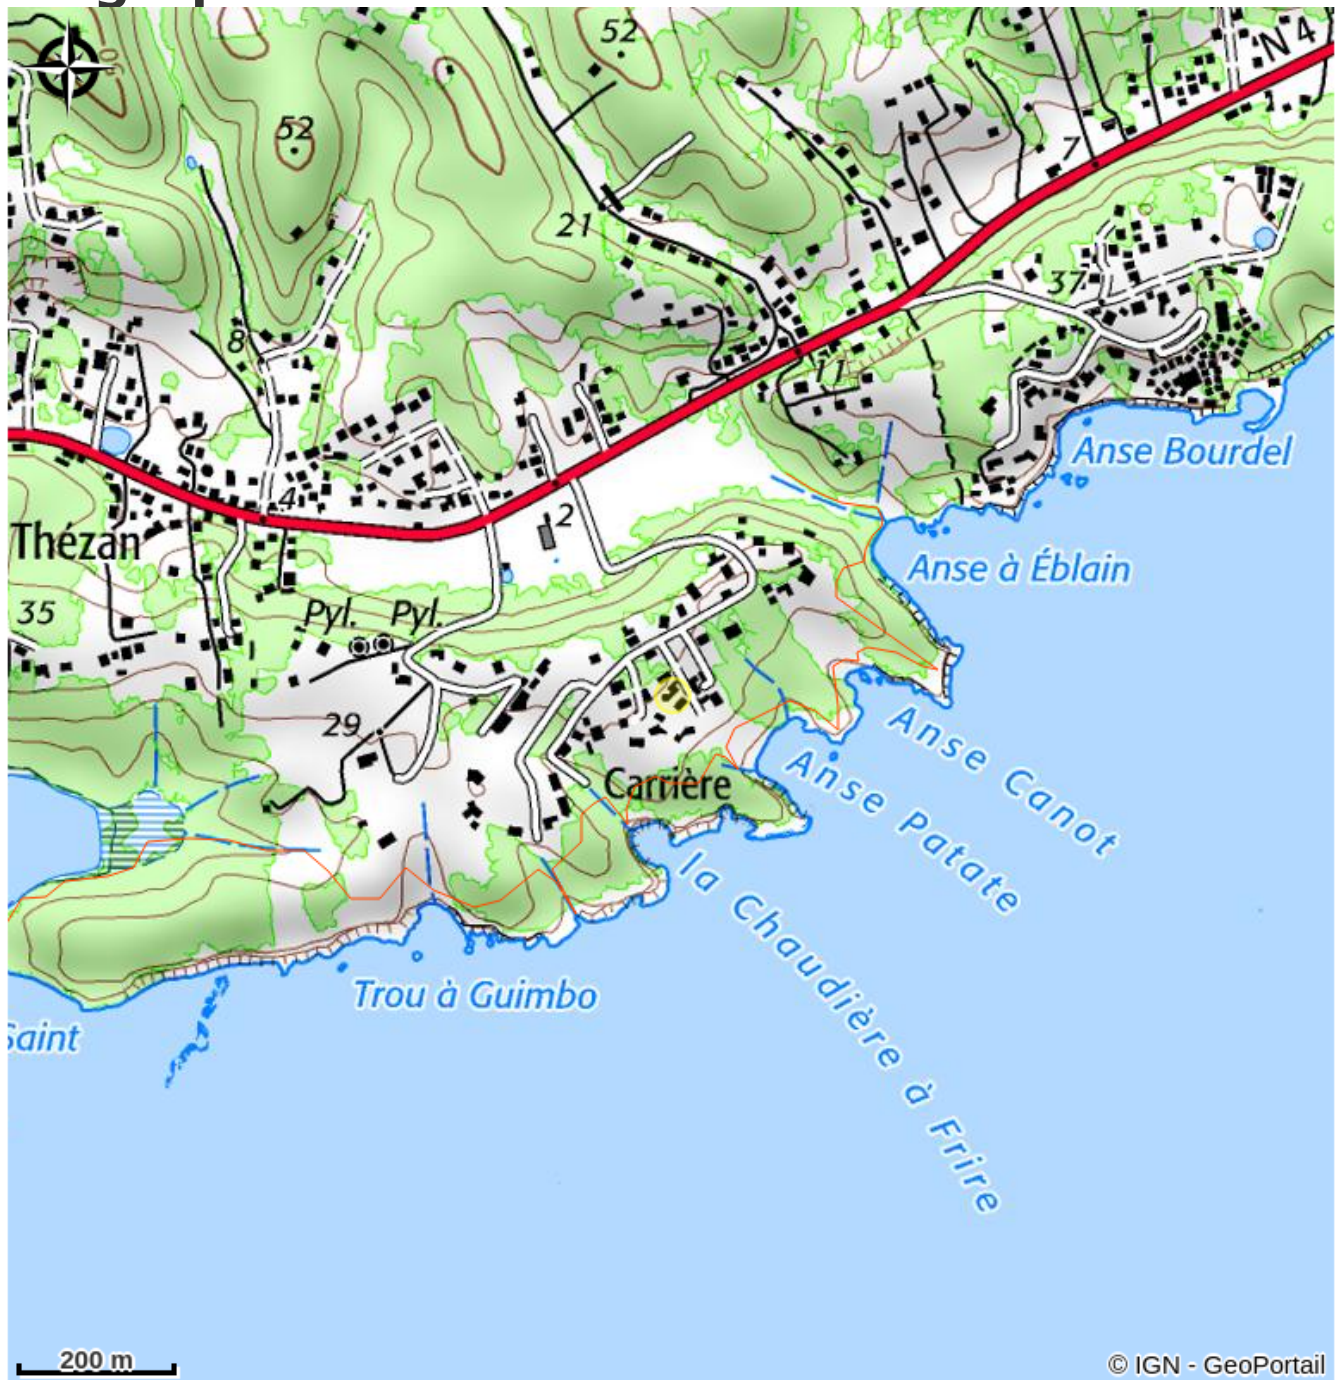 52
N 4
52
7
21
37
8
11
Anse Bourdel
4
2
Thézan
Anse à Éblain
35
Pyl.
Pyl.
29
Anse Canot
Anse Patate
Carrière
la Chaudière à Frire
Trou à Guimbo
Saint
200 m
© IGN - GeoPortail